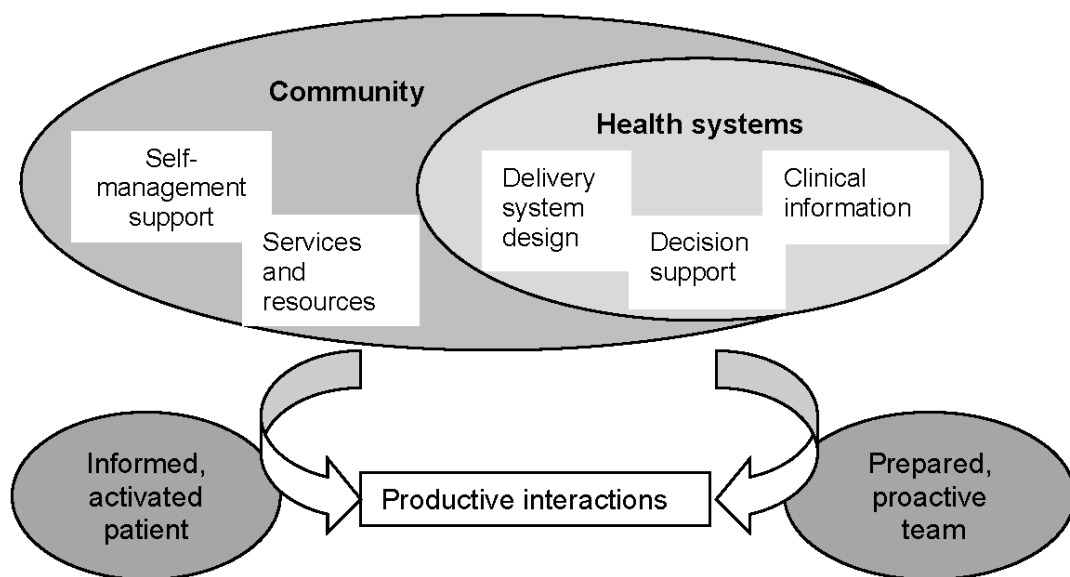 Community
Health systems
Self-
management
support
Services
and
resources
Delivery
system
design
Decision
support
Clinical
information
Informed,
activated
patient
Productive interactions
Prepared,
proactive
team